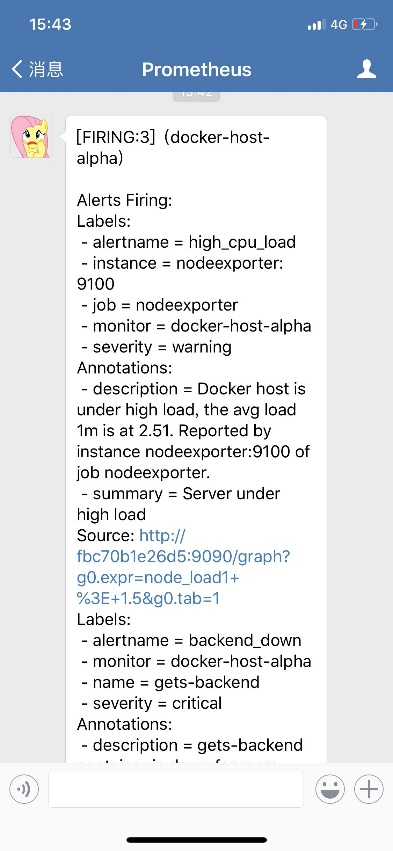 15:43
4G
消息
Prometheus
15:42
[FIRING:3] (docker-host-
alpha)
Alerts Firing:
Labels:
- alertname = high_cpu_load
- instance = nodeexporter:
9100
- job = nodeexporter
- monitor = docker-host-alpha
- severity = warning
Annotations:
- description = Docker host is
under high load, the avg load
1m is at 2.51. Reported by
instance nodeexporter:9100 of
job nodeexporter.
- summary = Server under
high load
Source: http://
fbc70b1e26d5:9090/graph?
g0.expr=node_load1+
%3E+1.5&g0.tab=1
Labels:
- alertname = backend_down
- monitor = docker-host-alpha
- name = gets-backend
- severity = critical
Annotations:
- description = gets-backend